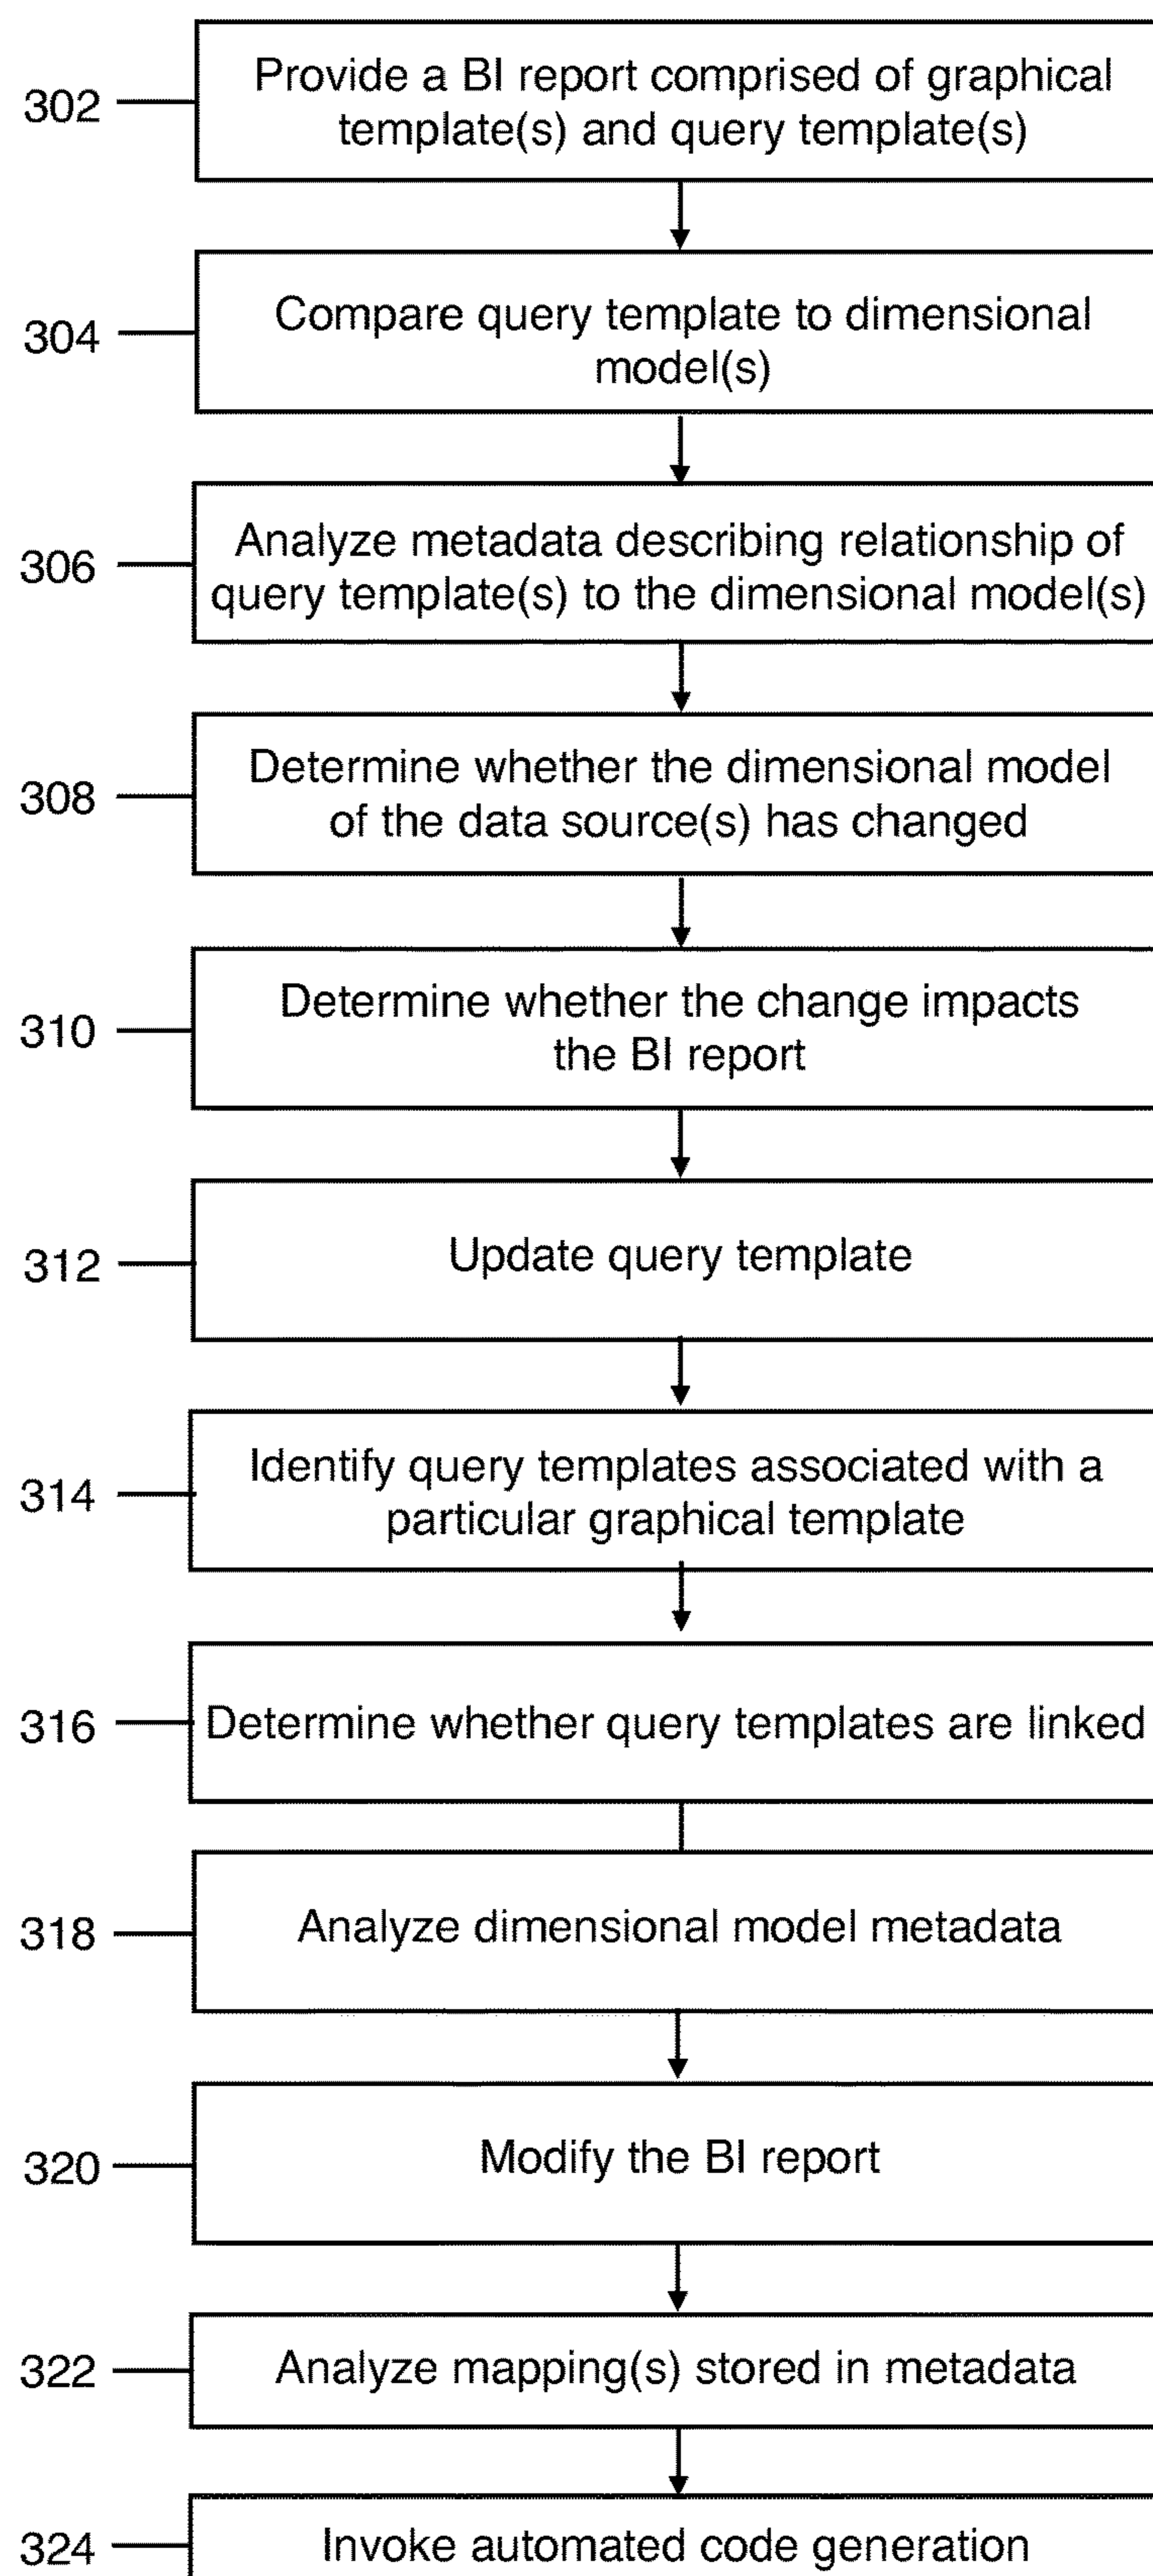 302
Provide a BI report comprised of graphical
template(s) and query template(s)
304
Compare query template to dimensional
model(s)
306
Analyze metadata describing relationship of
query template(s) to the dimensional model(s)
308
Determine whether the dimensional model
of the data source(s) has changed
310
Determine whether the change impacts
the BI report
312
Update query template
314
Identify query templates associated with a
particular graphical template
316
Determine whether query templates are linked
318
Analyze dimensional model metadata
320
Modify the BI report
322
Analyze mapping(s) stored in metadata
324
Invoke automated code generation